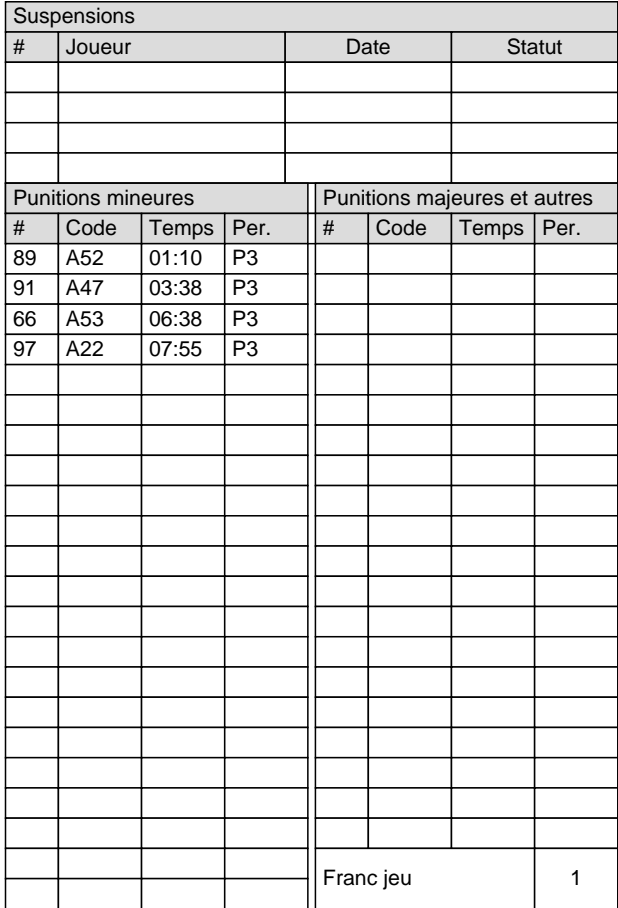 Suspensions
# Joueur Date Statut
Punitions mineures Punitions majeures et autres
# Code Temps Per. # Code Temps Per.
89 A52 01:10 P3
91 A47 03:38 P3
66 A53 06:38 P3
97 A22 07:55 P3
Franc jeu 1